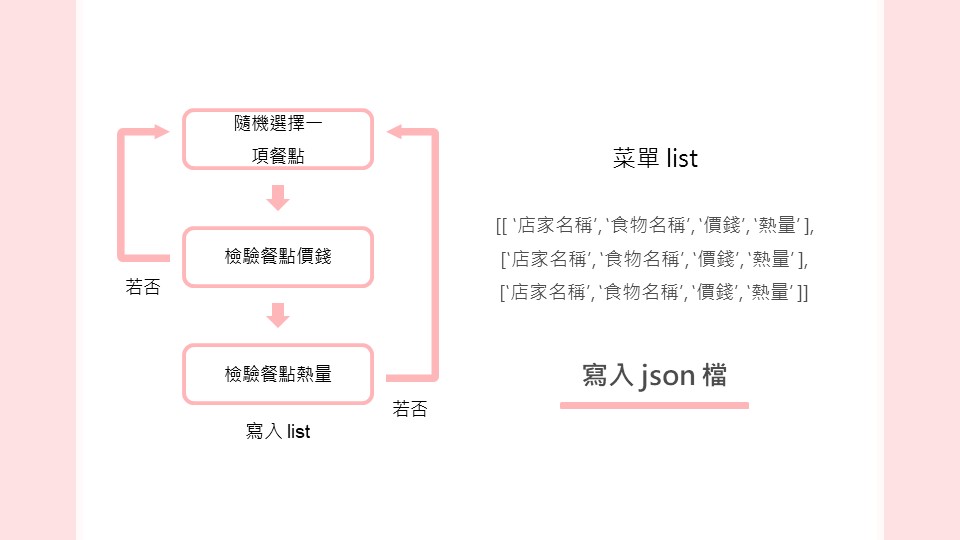 隨機選擇一
項餐點
檢驗餐點價錢
若否
檢驗餐點熱量
若否
寫入 list
菜單 list
[[ ‘店家名稱’, ‘食物名稱’, ‘價錢’, ‘熱量’ ],
[‘店家名稱’, ‘食物名稱’, ‘價錢’, ‘熱量’ ],
[‘店家名稱’, ‘食物名稱’, ‘價錢’, ‘熱量’ ]]
寫入 json 檔